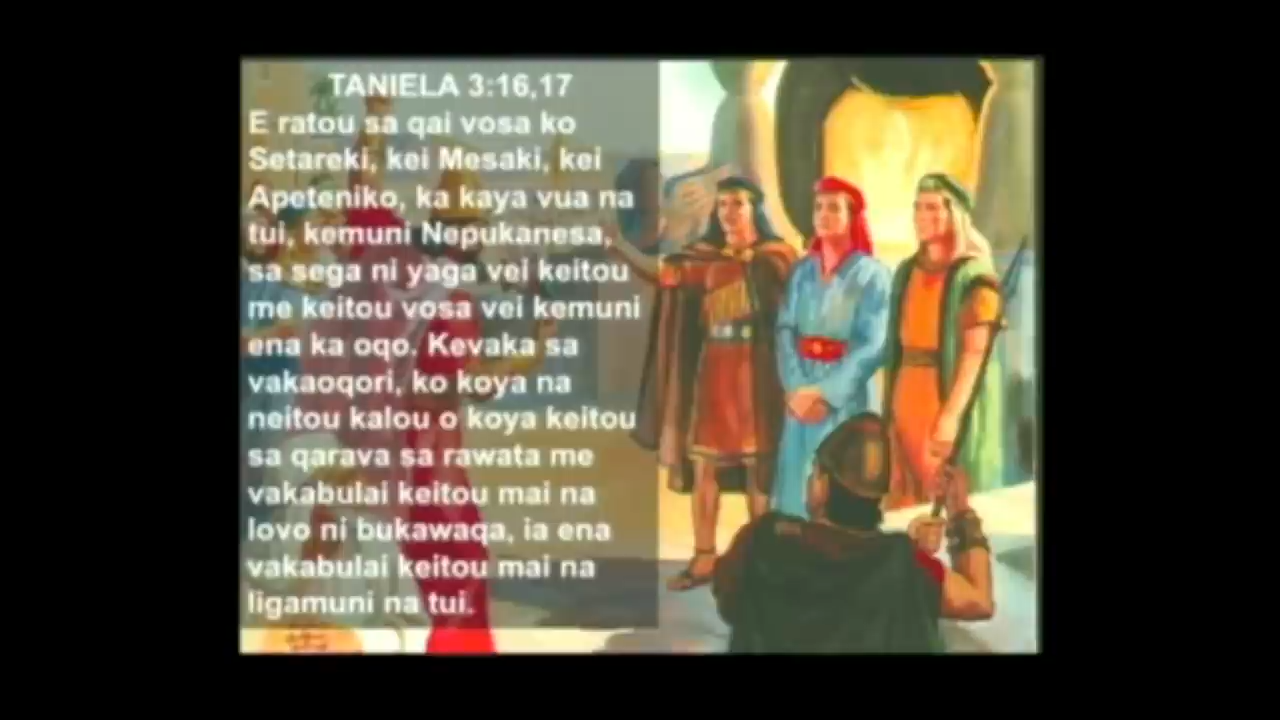 TANIELA 3:16,17
E ratou sa qai vosa ko
Setareki, kei Mesaki, kei
Apeteniko, ka kaya vua na
tui, kemuni Nepukanesa,
sa sega ni yaga vei keitou
me keitou vosa vei kemuni
ena ka oqo. Kevaka sa
vakaoqori, ko koya na
neitou kalou o koya keitou
sa qarava sa rawata me
vakabulai keitou mai na
lovo ni bukawaqa, ia ena
vakabulai keitou mai na
ligamuni na tui.